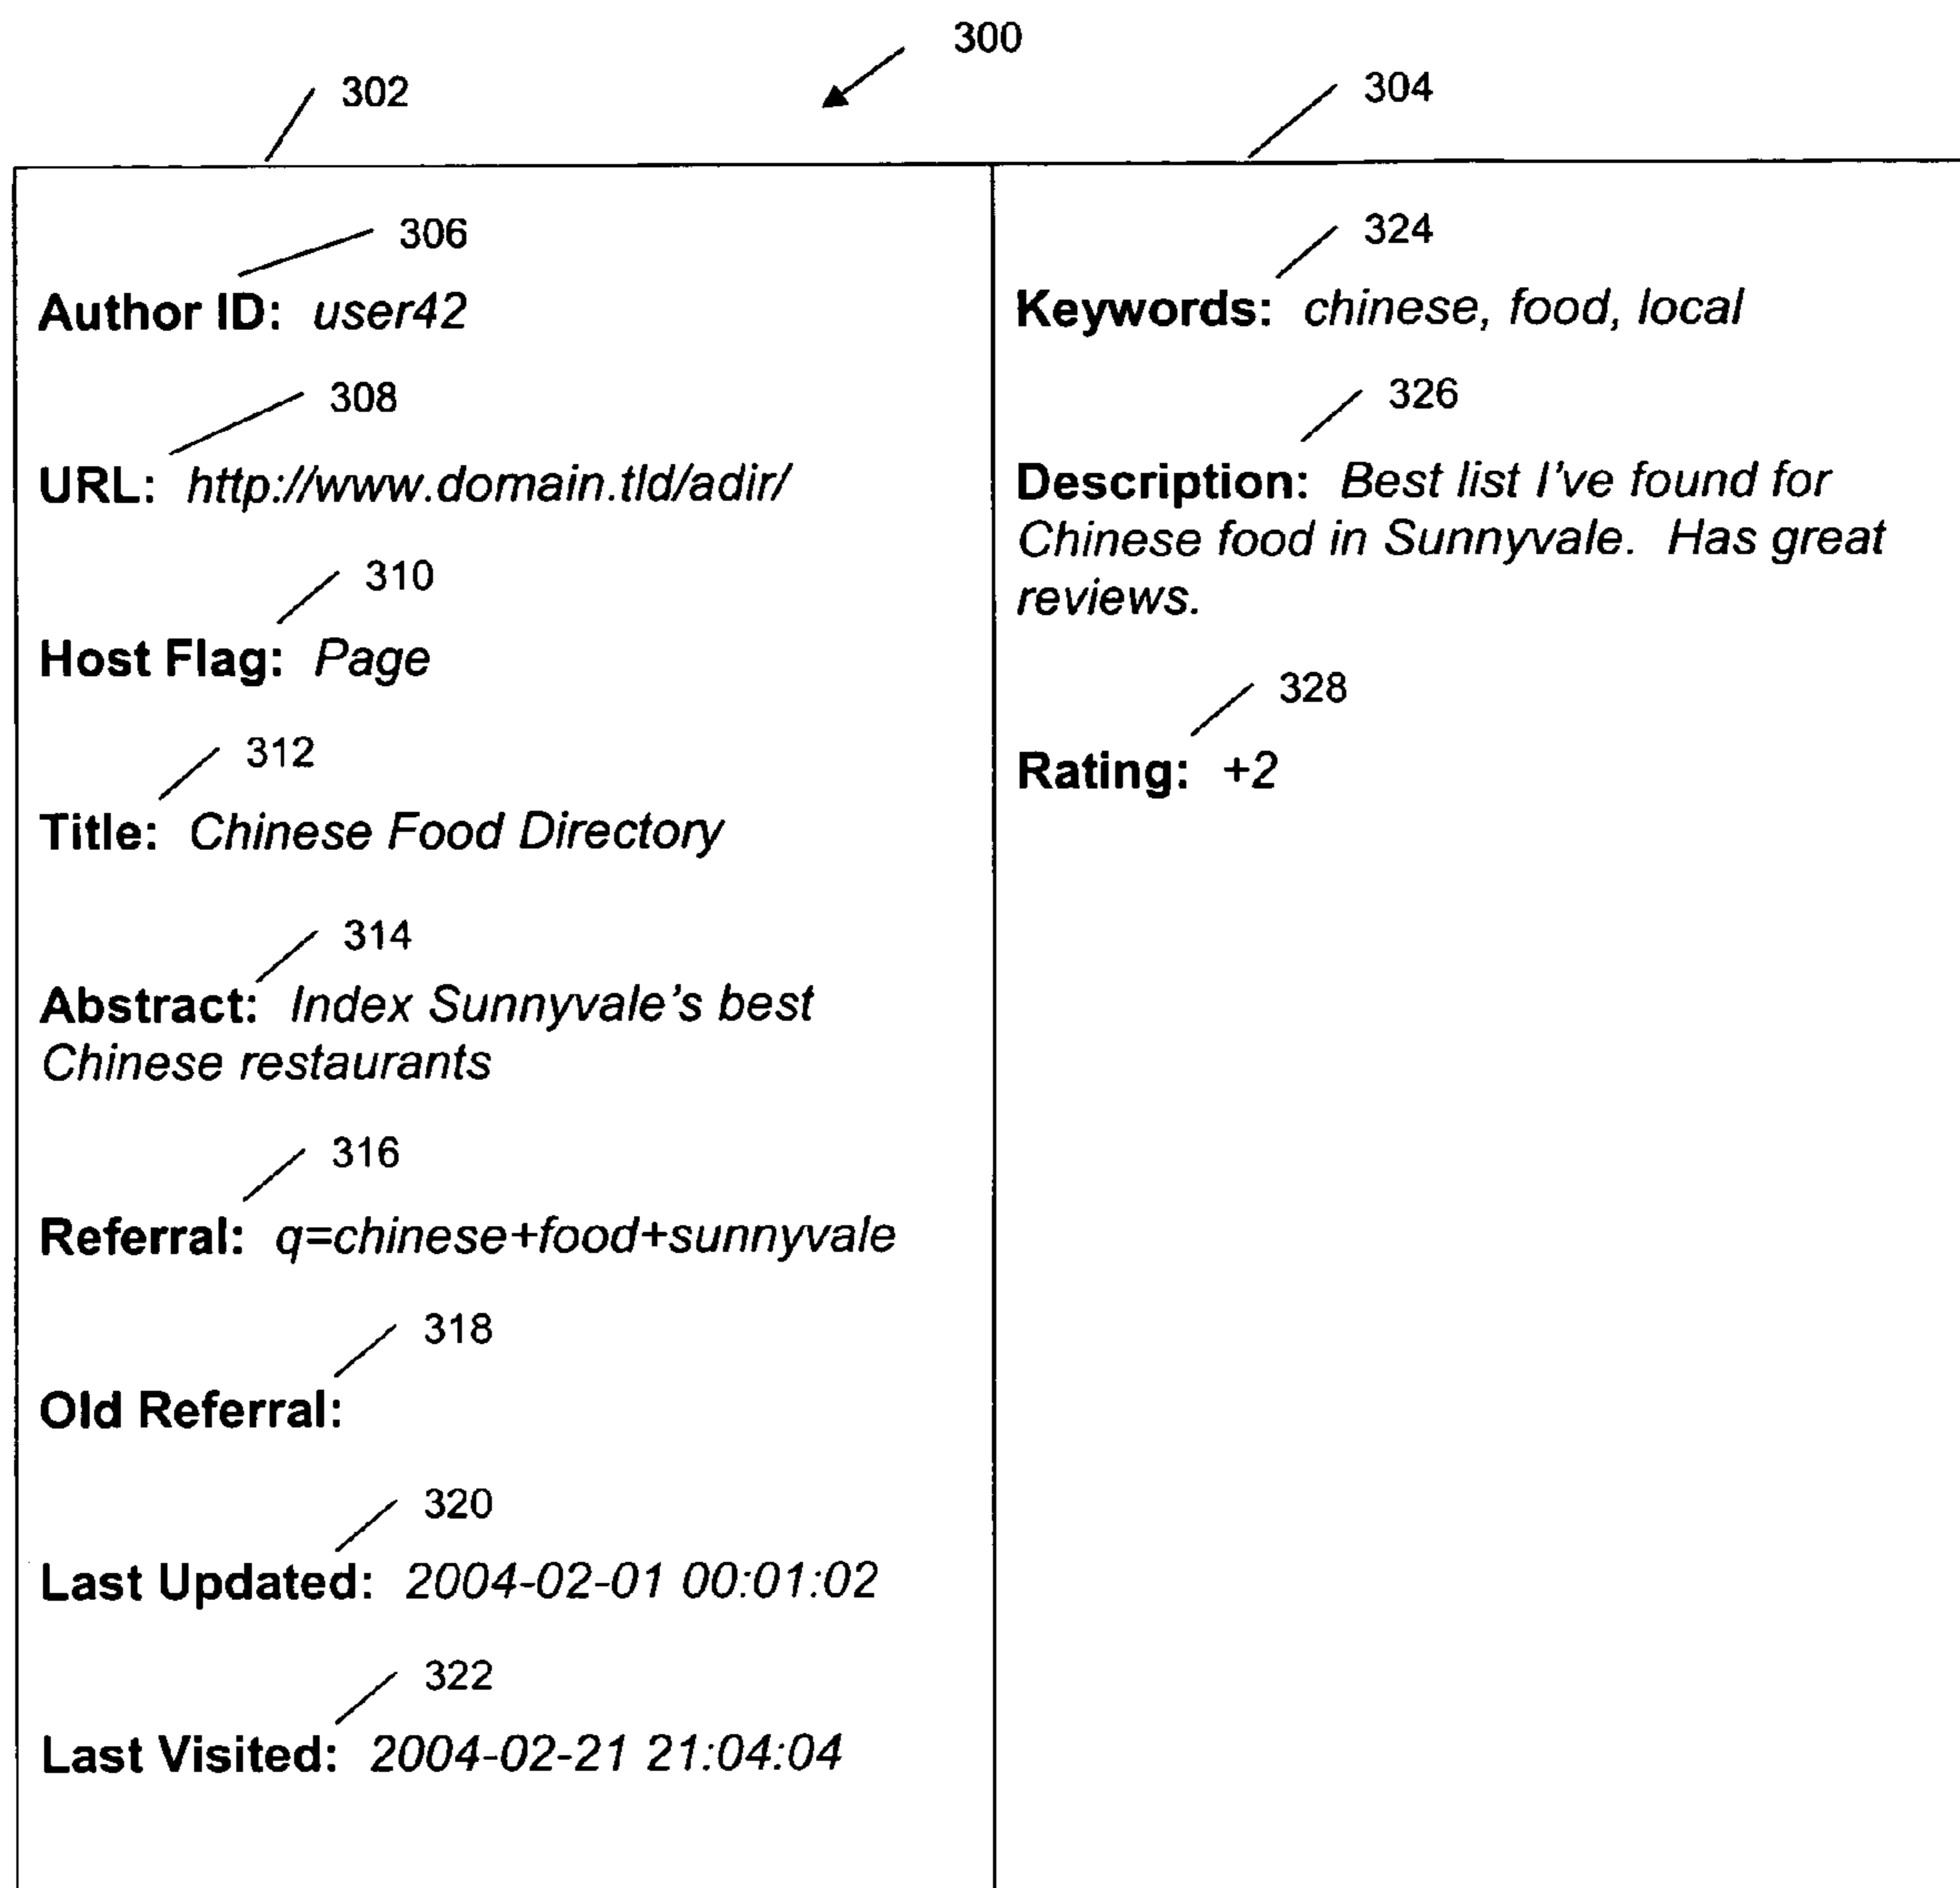 300
302
304
306
Author ID: user42
308
URL: http://www.domain.tld/adir/
310
Host Flag: Page
312
Title: Chinese Food Directory
314
Abstract: Index Sunnyvale's best
Chinese restaurants
316
Referral: q=chinese+food+sunnyvale
318
Old Referral:
320
Last Updated: 2004-02-01 00:01:02
322
Last Visited: 2004-02-21 21:04:04
324
Keywords: chinese, food, local
326
Description: Best list I've found for
Chinese food in Sunnyvale. Has great
reviews.
328
Rating: +2